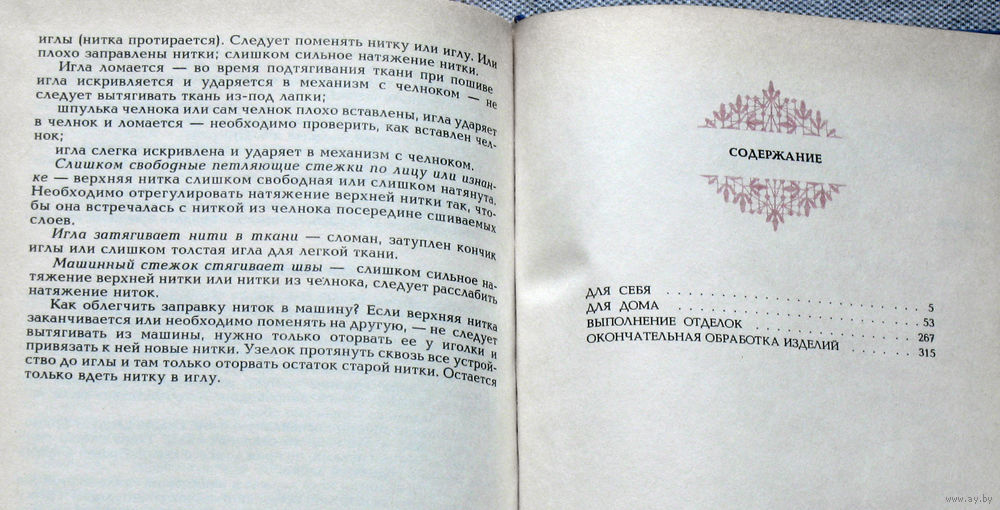 иглы (нитка протирается). Следует поменять нитку или иглу. Или
плохо заправлены нитки; слишком сильное натяжение нитки.
Игла ломается — во время подтягивания ткани при пошиве
игла искривляется и ударяется в механизм с челноком — не
следует вытягивать ткань из-под лапки;
шпулька челнока или сам челнок плохо вставлены, игла ударяет
в челнок и ломается — необходимо проверить, как вставлен чел-
нок;
игла слегка искривлена и ударяет в механизм с челноком.
Слишком свободные петляющие стежки по лицу или изнан-
ке — верхняя нитка слишком свободная или слишком натянута.
Необходимо отрегулировать натяжение верхней нитки так, что-
бы она встречалась с ниткой из челнока посередине сшиваемых
слоев.
Игла затягивает нити в ткани — сломан, затуплен кончик
иглы или слишком толстая игла для легкой ткани.
Машинный стежок стягивает швы — слишком сильное на-
тяжение верхней нитки или нитки из челнока, следует расслабить
натяжение ниток.
Как облегчить заправку ниток в машину? Если верхняя нитка
заканчивается или необходимо поменять на другую, — не следует
вытягивать из машины, нужно только оторвать ее у иголки и
привязать к ней новые нитки. Узелок протянуть сквозь все устрой-
ство до иглы и там только оторвать остаток старой нитки. Остается
только вдеть нитку в иглу.
СОДЕРЖАНИЕ
ДЛЯ СЕБЯ . . . . . . . . . . . . . . . . . . . 5
ДЛЯ ДОМА . . . . . . . . . . . . . . . . . . . 53
ВЫПОЛНЕНИЕ ОТДЕЛОК . . . . . . . . . . . . 267
ОКОНЧАТЕЛЬНАЯ ОБРАБОТКА ИЗДЕЛИЙ . . . . . 315
www.ay.by